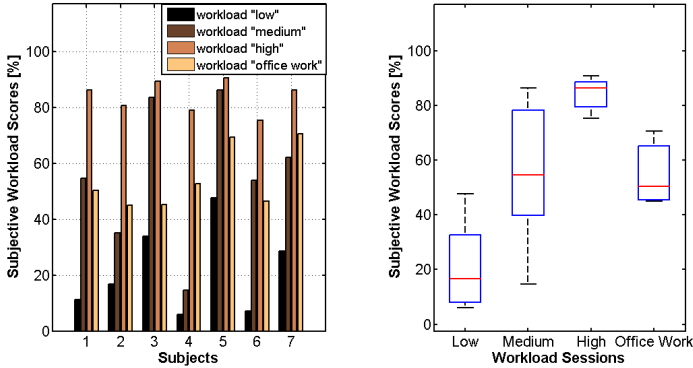 workload "low"
workload "medium"
workload "high"
workload "office work"
Subjective Workload Scores [%]
100
80
60
40
20
0
1 2 3 4 5 6 7
Subjects
Subjective Workload Scores [%]
100
80
60
40
20
0
Low Medium High Office Work
Workload Sessions